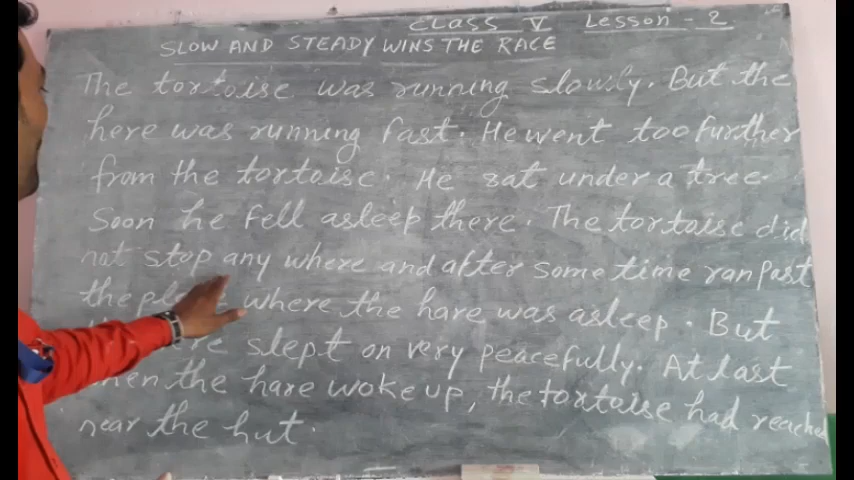 CLASS V Lesson - 2
SLOW AND STEADY WINS THE RACE
The tortoise was running slowly. But the
here was running fast. He went too further
from the tortoise. He sat under a tree.
Soon he fell asleep there. The tortoise did
not stop any where and after some time ran Past
the where the hare was asleep. But
slept on very peacefully. At last
when the hare woke up, the tortoise had reached
near the hut.